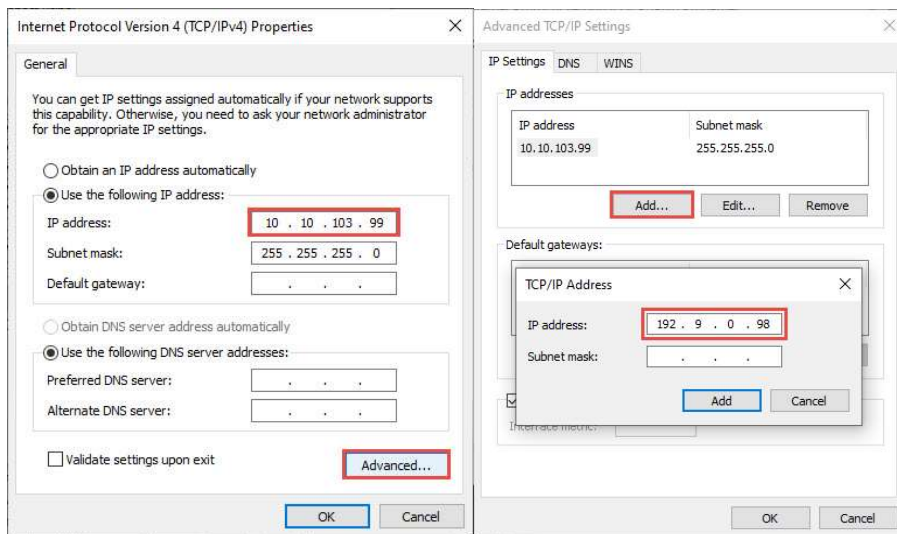 Internet Protocol Version 4 (TCP/IPv4) Properties
General
You can get IP settings assigned automatically if your network supports
this capability. Otherwise, you need to ask your network administrator
for the appropriate IP settings.
Obtain an IP address automatically
Use the following IP address:
IP address: 10 . 10 . 103 . 99
Subnet mask: 255 . 255 . 255 . 0
Default gateway: . . .
Obtain DNS server address automatically
Use the following DNS server addresses:
Preferred DNS server: . . .
Alternate DNS server: . . .
Validate settings upon exit
Advanced...
OK Cancel
Advanced TCP/IP Settings
IP Settings DNS WINS
IP addresses
IP address Subnet mask
10.10.103.99 255.255.255.0
Add... Edit... Remove
Default gateways:
TCP/IP Address
IP address: 192 . 9 . 0 . 98
Subnet mask: . . .
Add Cancel
Interface metric:
OK Cancel